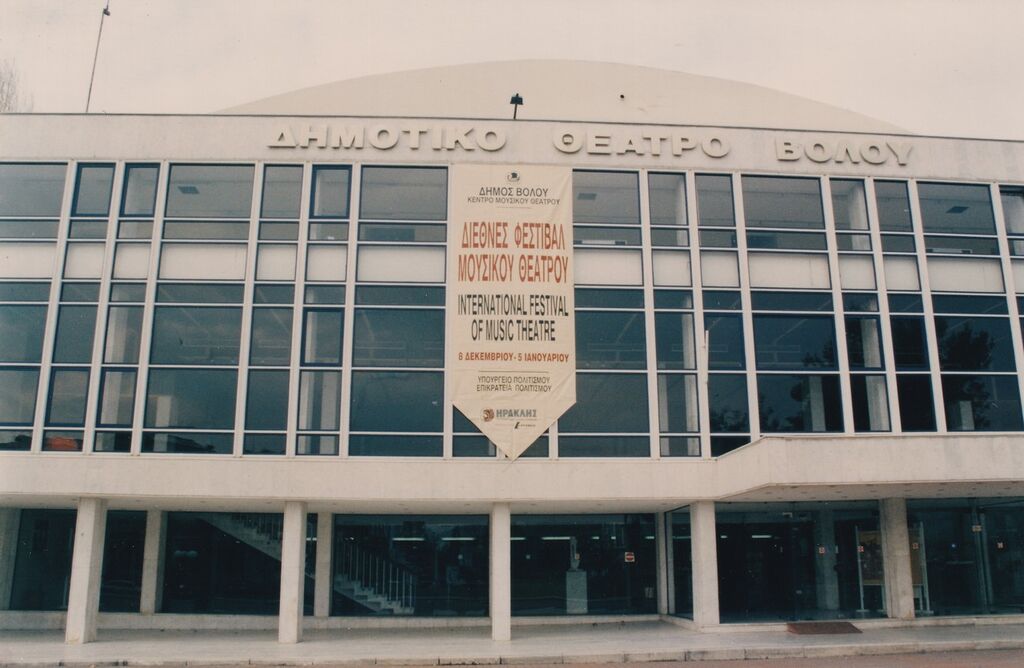 ΔΗΜΟΤΙΚΟ ΘΕΑΤΡΟ ΒΟΛΟΥ
ΔΗΜΟΣ ΒΟΛΟΥ
ΚΕΝΤΡΟ ΜΟΥΣΙΚΟΥ ΘΕΑΤΡΟΥ
ΔΙΕΘΝΕΣ ΦΕΣΤΙΒΑΛ
ΜΟΥΣΙΚΟΥ ΘΕΑΤΡΟΥ
INTERNATIONAL FESTIVAL
OF MUSIC THEATRE
8 ΔΕΚΕΜΒΡΙΟΥ - 5 ΙΑΝΟΥΑΡΙΟΥ
ΥΠΟΥΡΓΕΙΟ ΠΟΛΙΤΙΣΜΟΥ
ΕΠΙΚΡΑΤΕΙΑ ΠΟΛΙΤΙΣΜΟΥ
ΗΡΑΚΛΗΣ